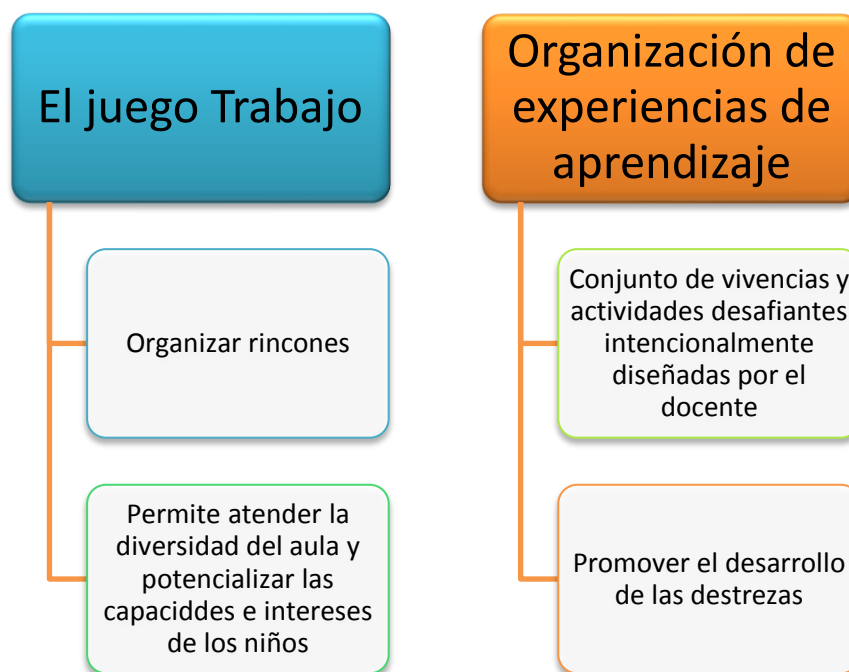 El juego Trabajo
Organizar rincones
Permite atender la
diversidad del aula y
potencializar las
capaciddes e intereses
de los niños
Organización de
experiencias de
aprendizaje
Conjunto de vivencias y
actividades desafiantes
intencionalmente
diseñadas por el
docente
Promover el desarrollo
de las destrezas